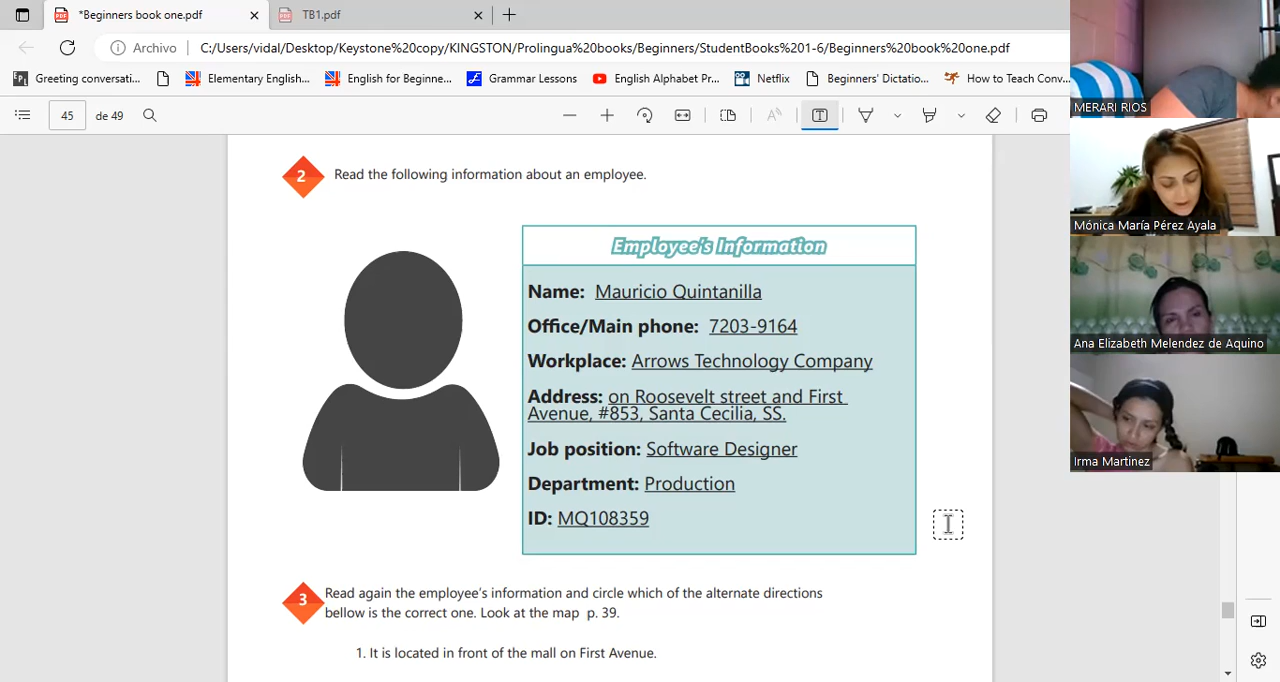 *Beginners book one.pdf
TB1.pdf
Archivo
C:/Users/vidal/Desktop/Keystone%20copy/KINGSTON/Prolingua%20books/Beginners/StudentBooks%201-6/Beginners%20book%20one.pdf
Greeting conversati...
Elementary English...
English for Beginne...
Grammar Lessons
English Alphabet Pr...
Netflix
Beginners' Dictatio...
How to Teach Conv...
45 de 49
2 Read the following information about an employee.
Employee's Information
Name: Mauricio Quintanilla
Office/Main phone: 7203-9164
Workplace: Arrows Technology Company
Address: on Roosevelt street and First
Avenue, #853, Santa Cecilia, SS.
Job position: Software Designer
Department: Production
ID: MQ108359
3 Read again the employee's information and circle which of the alternate directions
bellow is the correct one. Look at the map p. 39.
1. It is located in front of the mall on First Avenue.
MERARI RIOS
Mónica María Pérez Ayala
Ana Elizabeth Melendez de Aquino
Irma Martinez